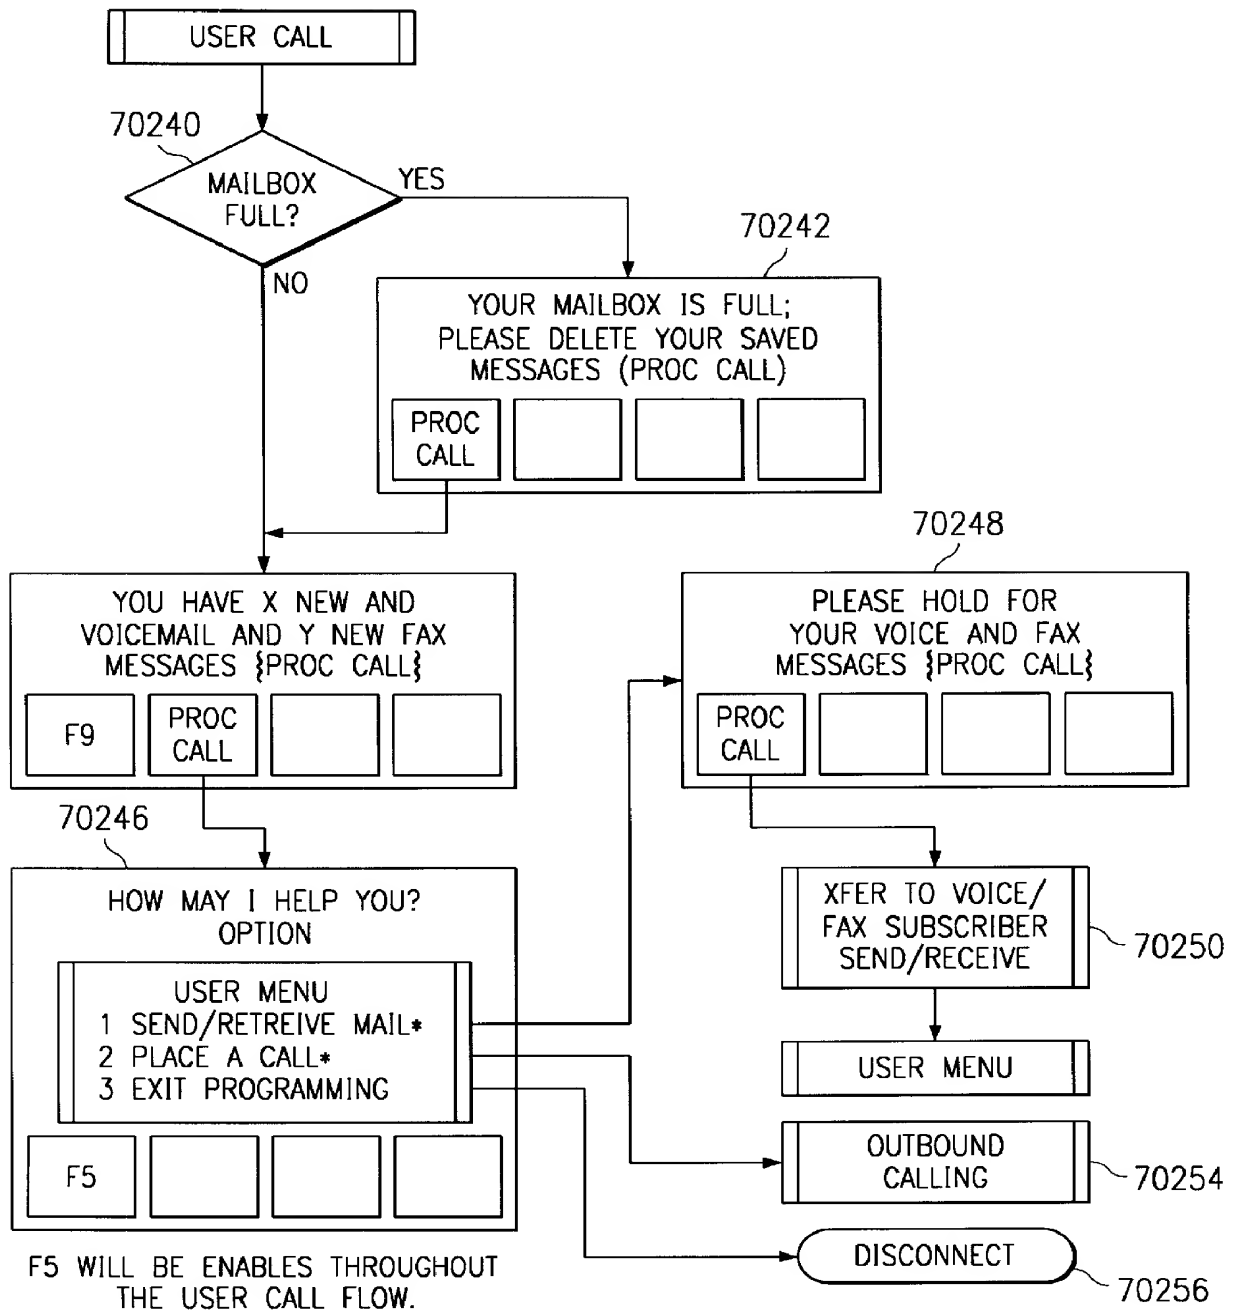 USER CALL
70240
MAILBOX
FULL?
YES
NO
70242
YOUR MAILBOX IS FULL;
PLEASE DELETE YOUR SAVED
MESSAGES (PROC CALL)
PROC
CALL
YOU HAVE X NEW AND
VOICEMAIL AND Y NEW FAX
MESSAGES {PROC CALL}
F9
PROC
CALL
70248
PLEASE HOLD FOR
YOUR VOICE AND FAX
MESSAGES {PROC CALL}
PROC
CALL
70246
HOW MAY I HELP YOU?
OPTION
USER MENU
1 SEND/RETREIVE MAIL*
2 PLACE A CALL*
3 EXIT PROGRAMMING
F5
XFER TO VOICE/
FAX SUBSCRIBER
SEND/RECEIVE
70250
USER MENU
OUTBOUND
CALLING
70254
DISCONNECT
70256
F5 WILL BE ENABLES THROUGHOUT
THE USER CALL FLOW.